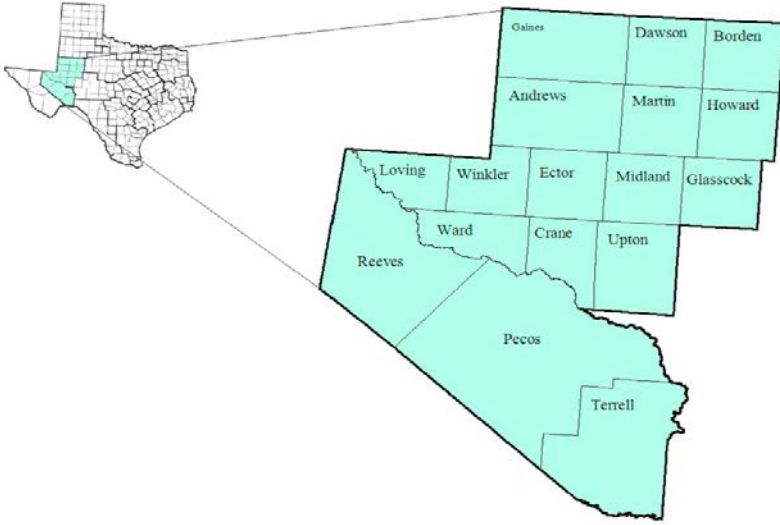 Gaines
Dawson
Borden
Andrews
Martin
Howard
Loving
Winkler
Ector
Midland
Glasscock
Ward
Crane
Upton
Reeves
Pecos
Terrell